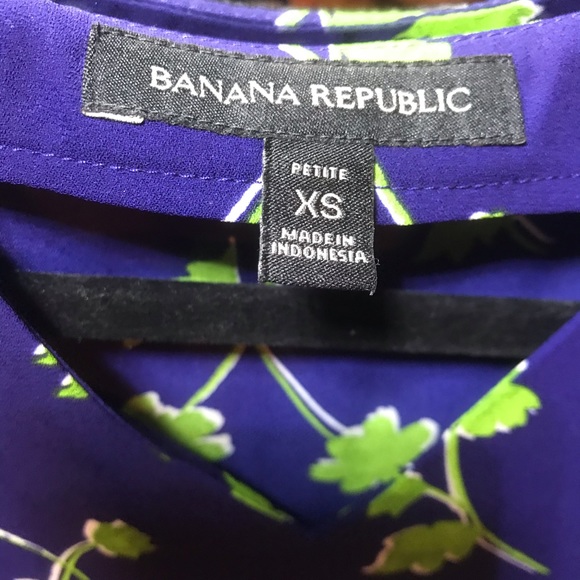 BANANA REPUBLIC
PETITE
XS
MADE IN
INDONESIA